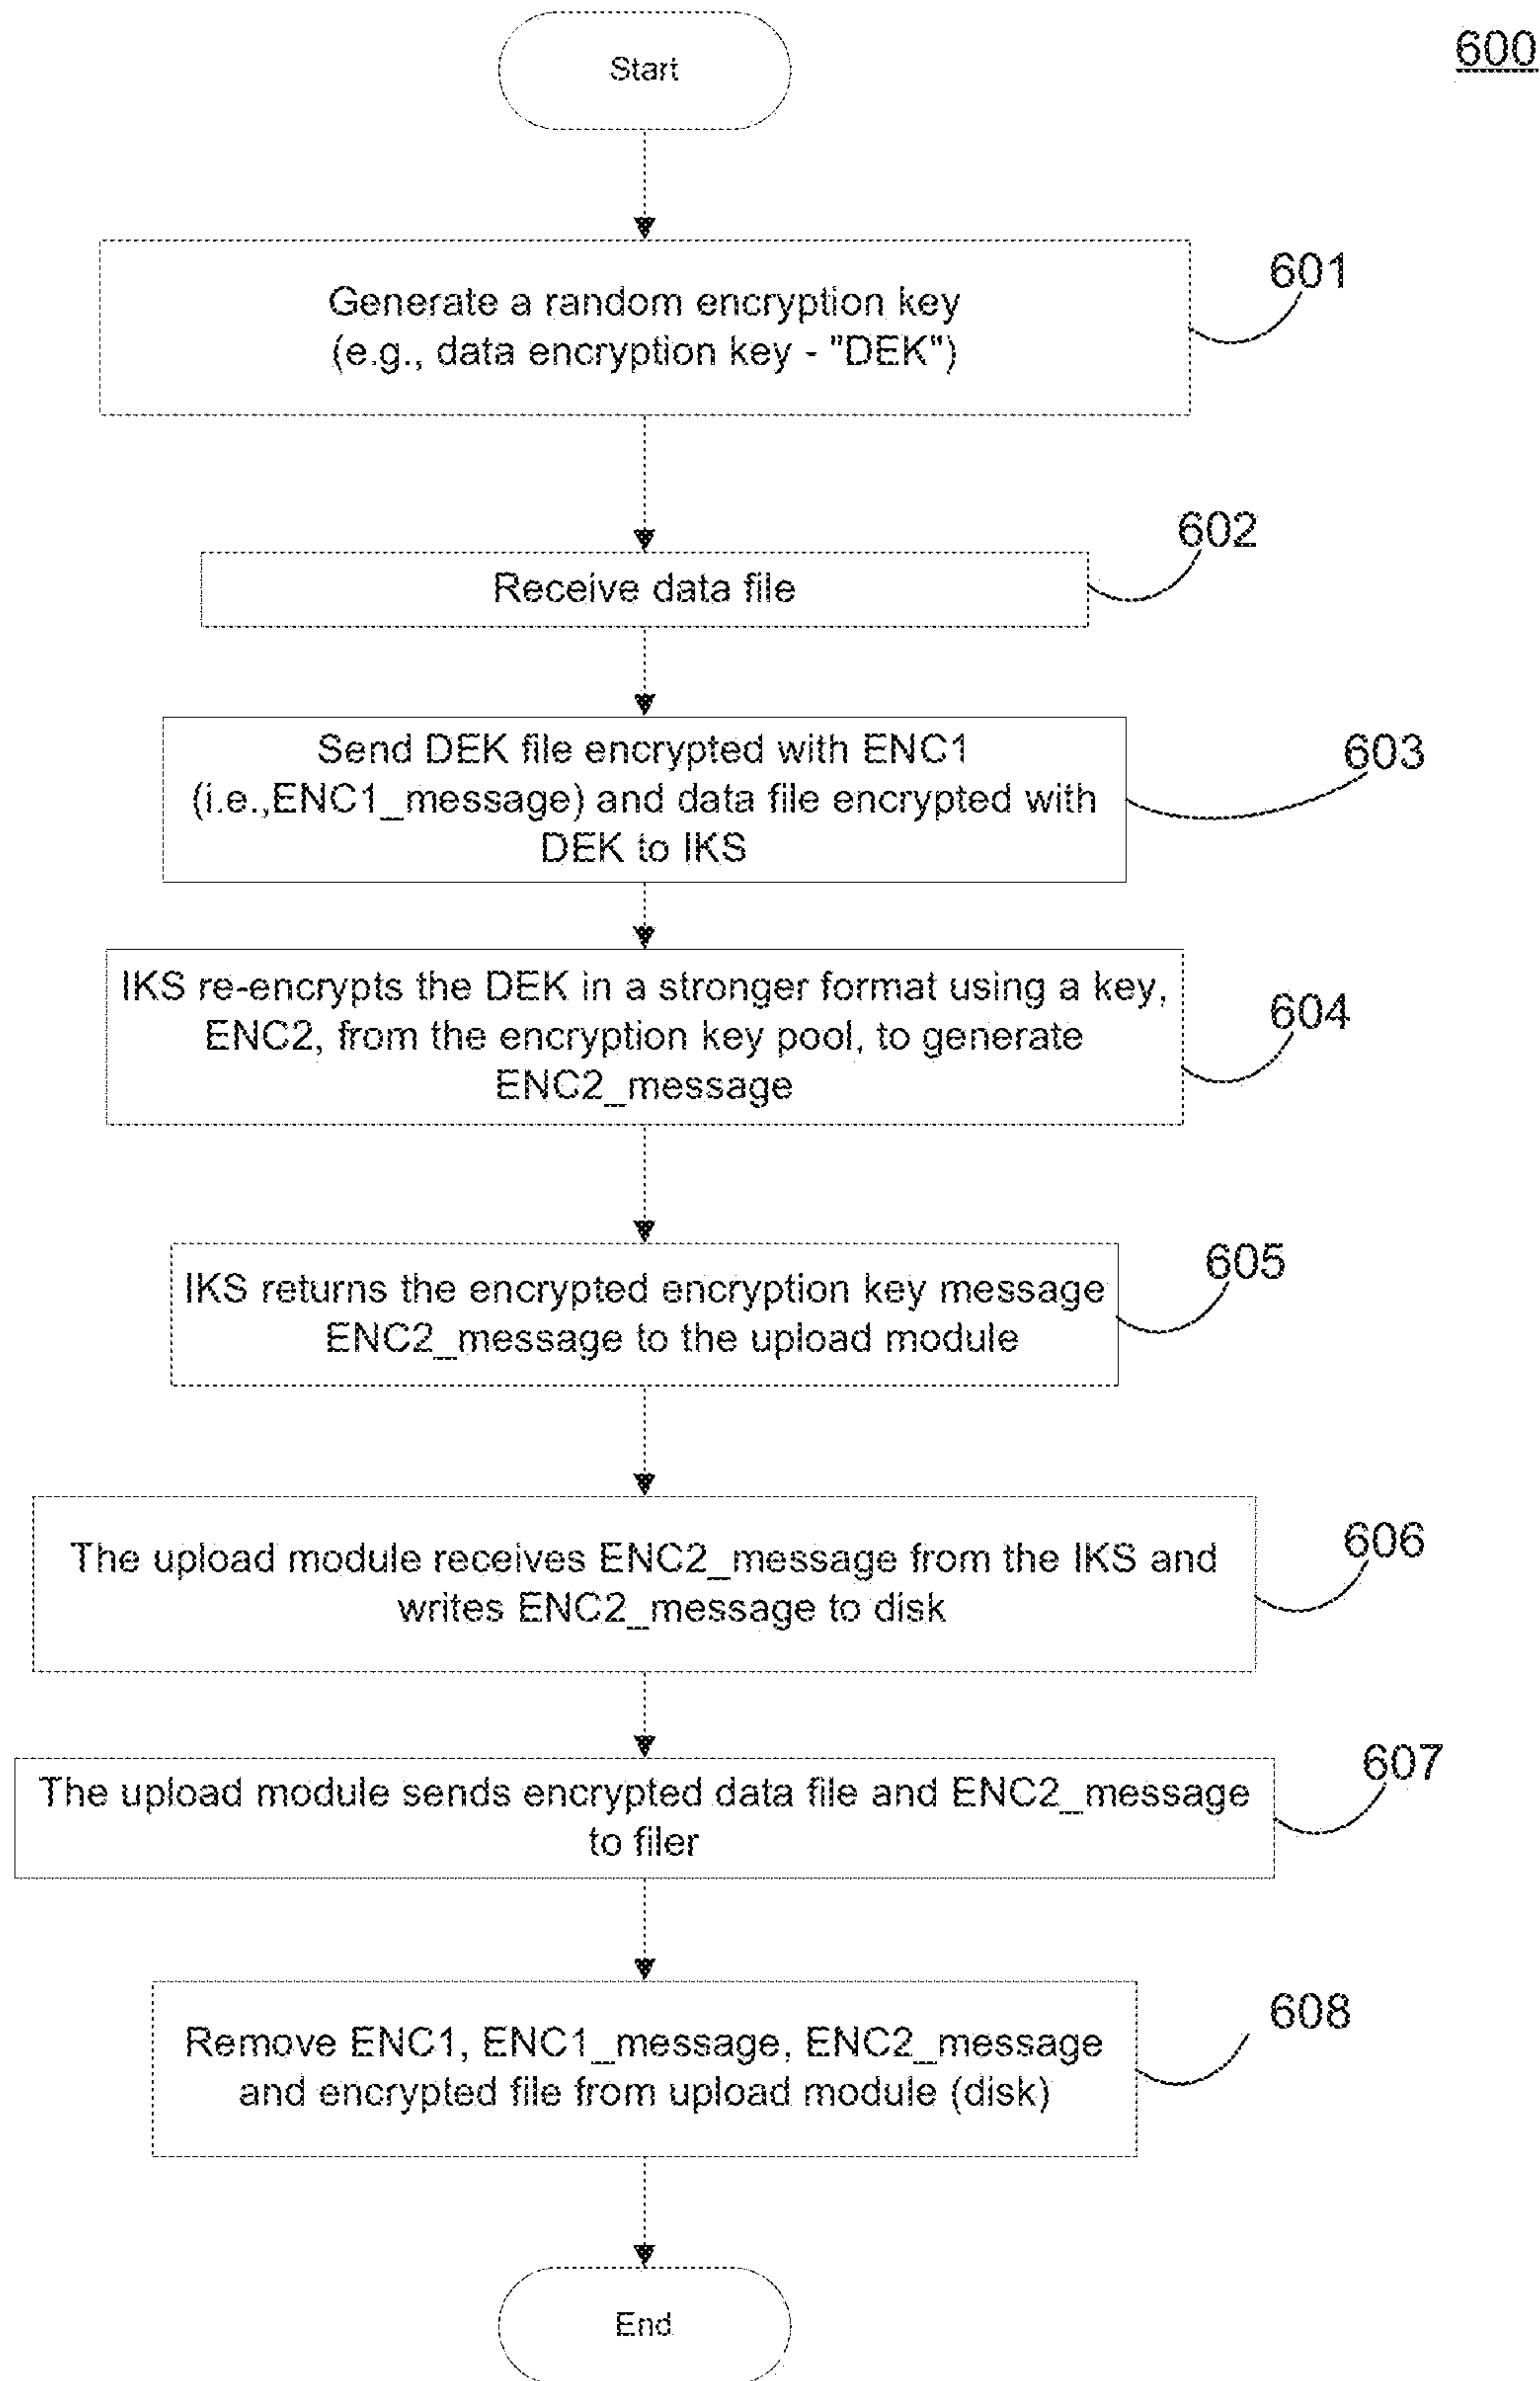 600
Start
601
Generate a random encryption key
(e.g., data encryption key - "DEK")
602
Receive data file
603
Send DEK file encrypted with ENC1
(i.e.,ENC1_message) and data file encrypted with
DEK to IKS
604
IKS re-encrypts the DEK in a stronger format using a key,
ENC2, from the encryption key pool, to generate
ENC2_message
605
IKS returns the encrypted encryption key message
ENC2_message to the upload module
606
The upload module receives ENC2_message from the IKS and
writes ENC2_message to disk
607
The upload module sends encrypted data file and ENC2_message
to filer
608
Remove ENC1, ENC1_message, ENC2_message
and encrypted file from upload module (disk)
End